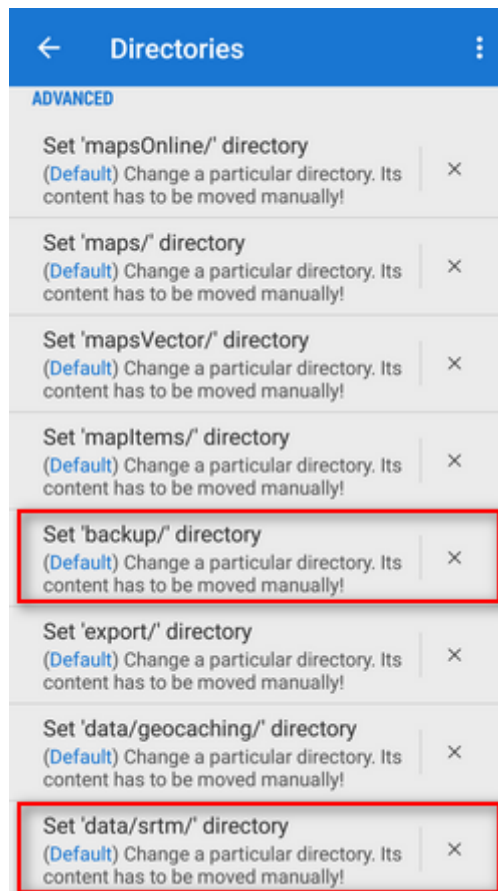 Directories
ADVANCED
Set 'mapsOnline/' directory
(Default) Change a particular directory. Its
content has to be moved manually!
Set 'maps/' directory
(Default) Change a particular directory. Its
content has to be moved manually!
Set 'mapsVector/' directory
(Default) Change a particular directory. Its
content has to be moved manually!
Set 'mapItems/' directory
(Default) Change a particular directory. Its
content has to be moved manually!
Set 'backup/' directory
(Default) Change a particular directory. Its
content has to be moved manually!
Set 'export/' directory
(Default) Change a particular directory. Its
content has to be moved manually!
Set 'data/geocaching/' directory
(Default) Change a particular directory. Its
content has to be moved manually!
Set 'data/srtm/' directory
(Default) Change a particular directory. Its
content has to be moved manually!